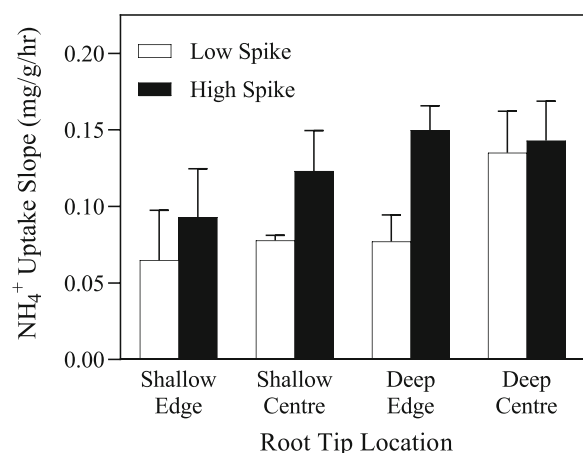 NH₄⁺ Uptake Slope (mg/g/hr)
0.20
0.15
0.10
0.05
0.00
Low Spike
High Spike
Shallow Edge
Shallow Centre
Deep Edge
Deep Centre
Root Tip Location